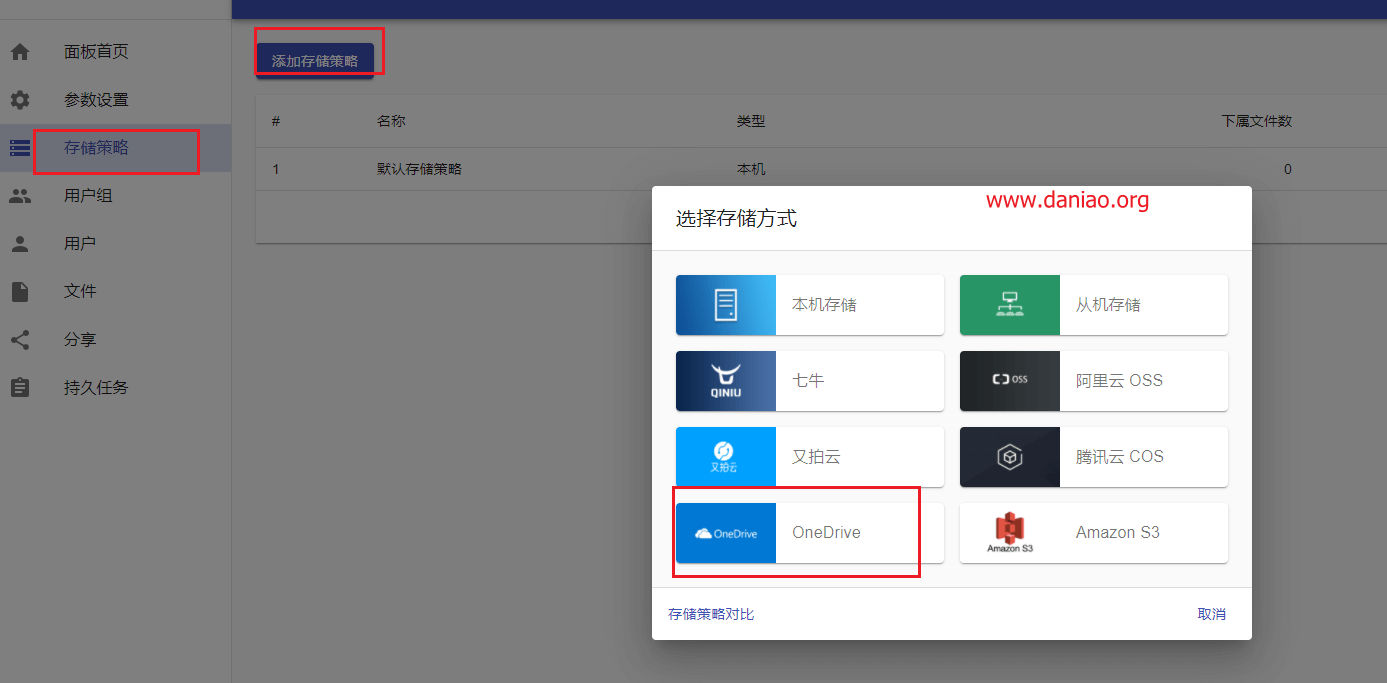 面板首页
参数设置
存储策略
用户组
用户
文件
分享
持久任务
添加存储策略
# 名称 类型 下属文件数
1 默认存储策略 本机 0
www.daniao.org
选择存储方式
本机存储
从机存储
QINIU 七牛
OSS 阿里云 OSS
又拍云 又拍云
腾讯云 COS
OneDrive OneDrive
Amazon S3 Amazon S3
存储策略对比 取消